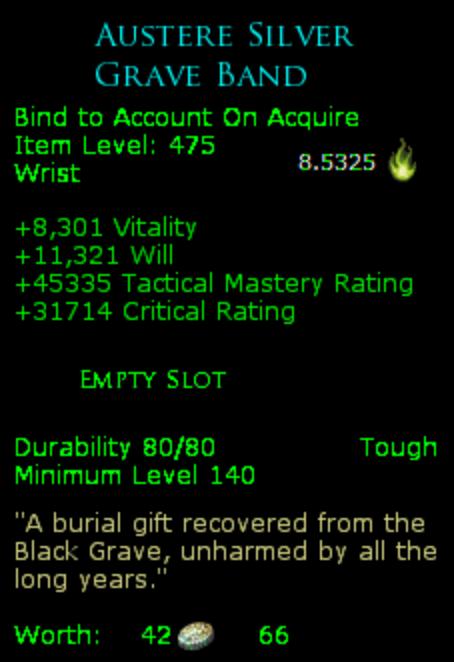 Austere Silver
Grave Band
Bind to Account On Acquire
Item Level: 475
8.5325
Wrist
+8,301 Vitality
+11,321 Will
+45335 Tactical Mastery Rating
+31714 Critical Rating
Empty Slot
Durability 80/80 Tough
Minimum Level 140
"A burial gift recovered from the
Black Grave, unharmed by all the
long years."
Worth: 42 66